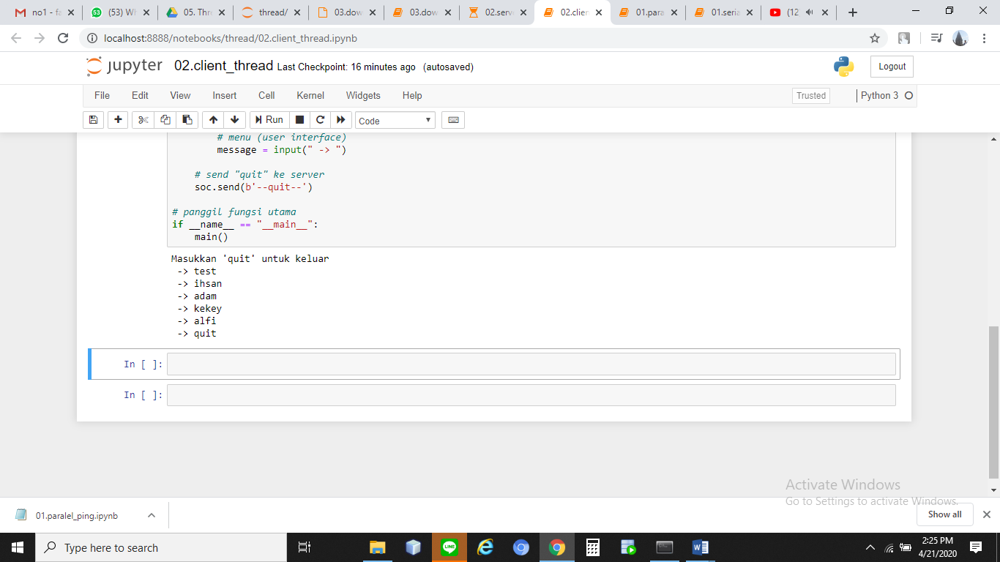 no1 - fa
(53) Wh
05. Thre
thread/
03.dow
03.dow
02.serve
02.clien
01.para
01.seria
(12
localhost:8888/notebooks/thread/02.client_thread.ipynb
jupyter 02.client_thread Last Checkpoint: 16 minutes ago (autosaved)
Logout
File Edit View Insert Cell Kernel Widgets Help
Trusted
Python 3
Run
Code
# menu (user interface)
message = input(" -> ")
# send "quit" ke server
soc.send(b'--quit--')
# panggil fungsi utama
if __name__ == "__main__":
main()
Masukkan 'quit' untuk keluar
-> test
-> ihsan
-> adam
-> kekey
-> alfi
-> quit
In [ ]:
In [ ]:
Activate Windows
Go to Settings to activate Windows.
01.paralel_ping.ipynb
Show all
Type here to search
LINE
2:25 PM
4/21/2020